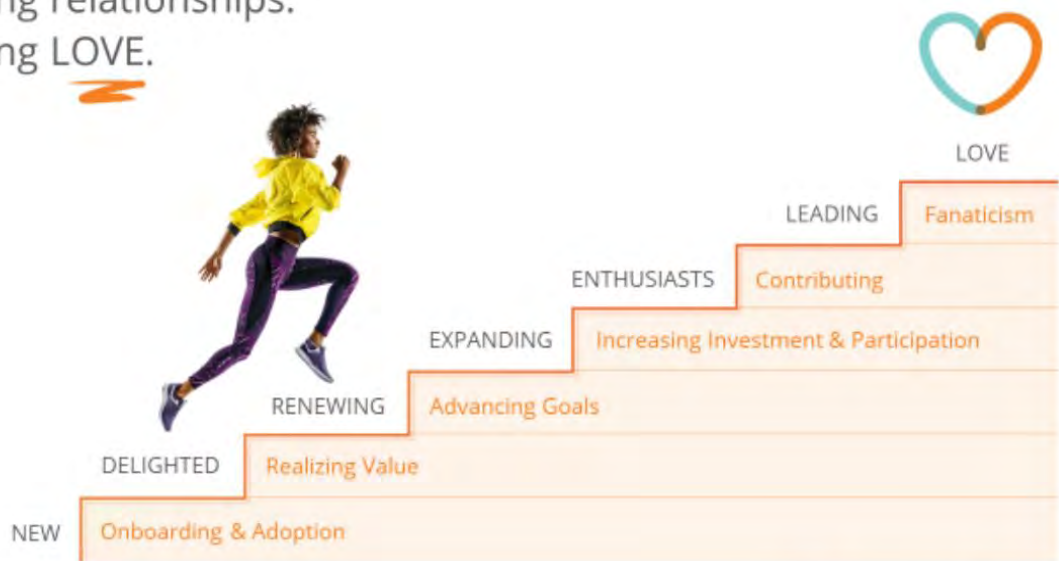 relationships.
LOVE.
LOVE
LEADING
Fanaticism
ENTHUSIASTS
Contributing
EXPANDING
Increasing Investment & Participation
RENEWING
Advancing Goals
DELIGHTED
Realizing Value
NEW
Onboarding & Adoption